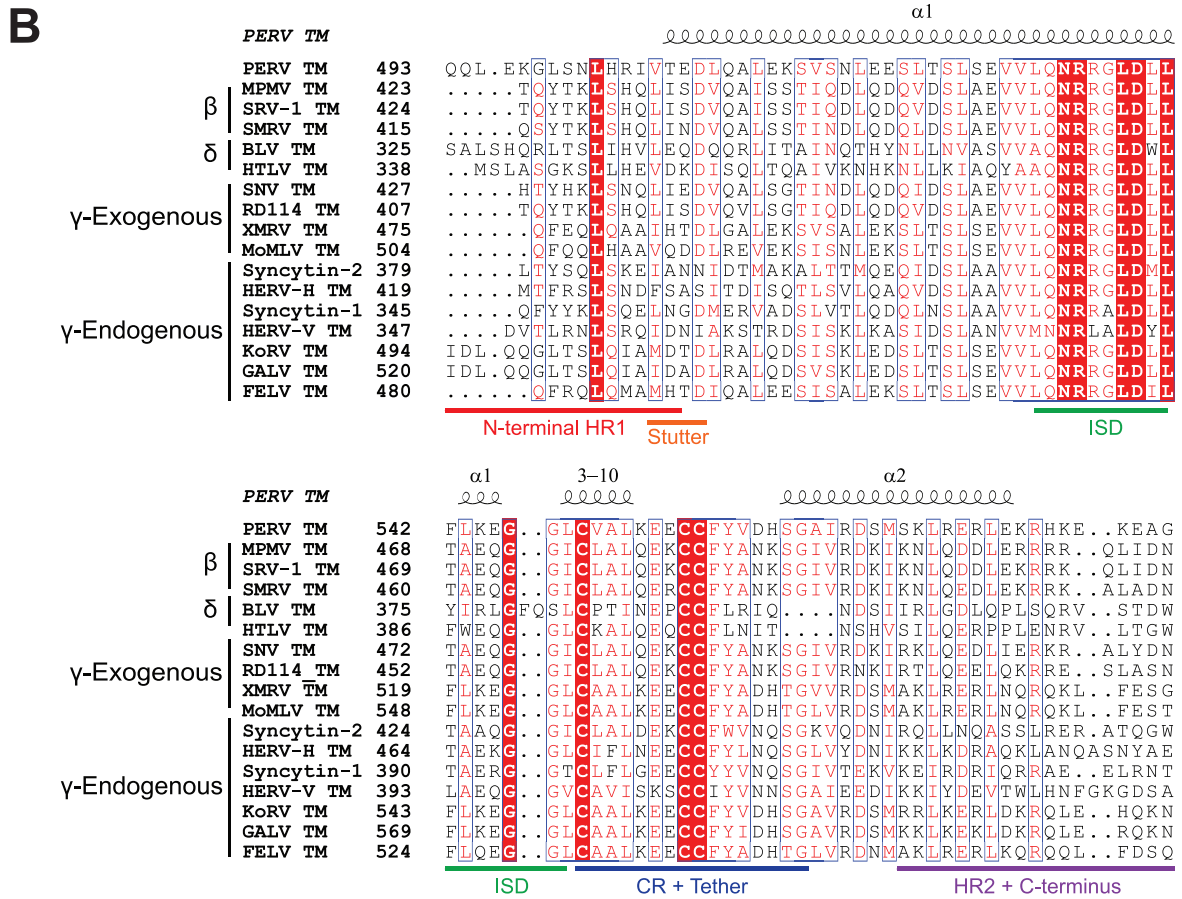 B
PERV TM α1
PERV TM 493 QQL.EKGLSNLHRIVTEDLQALEKSVSNLEESLTSLSEVVLQNRRGLDLL
MPMV TM 423 .....TQYTKLSHQLISDVQAISSTIQDLQDQVDSLAEVVLQNRRGLDLL
β SRV-1 TM 424 .....TQYTKLSHQLISDVQAISSTIQDLQDQVDSLAEVVLQNRRGLDLL
SMRV TM 415 .....QSYTKLSHQLINDVQALSSTINDLQDQLDSLAEVVLQNRRGLDLL
δ BLV TM 325 SALSHQRLTSLIHVLEQDQQRLITAINQTHYNLLNVASVVAQNRRGLDWL
HTLV TM 338 ..MSLASGKSLLHEVDKDISQLTQAIVKNHKNLLKIAQYAAQNRRGLDLL
SNV TM 427 .....HTYHKLSNQLIEDVQALSGTINDLQDQIDSLAEVVLQNRRGLDLL
γ-Exogenous RD114 TM 407 .....TQYTKLSHQLISDVQVLSGTIQDLQDQVDSLAEVVLQNRRGLDLL
XMRV TM 475 ......QFEQLQAAIHTDLGALEKSVSALEKSLTSLSEVVLQNRRGLDLL
MoMLV TM 504 ......QFQQLHAAVQDDLREVEKSISNLEKSLTSLSEVVLQNRRGLDLL
Syncytin-2 379 .....LTYSQLSKEIANNIDTMAKALTTMQEQIDSLAAVVLQNRRGLDML
HERV-H TM 419 .....MTFRSLSNDFSASITDISQTLSVLQAQVDSLAAVVLQNRRGLDLL
Syncytin-1 345 .....QFYYKLSQELNGDMERVADSLVTLQDQLNSLAAVVLQNRRALDLL
γ-Endogenous HERV-V TM 347 ....DVTLRNLSRQIDNIAKSTRDSISKLKASIDSLANVVMNNRLALDYL
KoRV TM 494 IDL.QQGLTSLQIAMDTDLRALQDSISKLEDSLTSLSEVVLQNRRGLDLL
GALV TM 520 IDL.QQGLTSLQIAIDADLRALQDSVSKLEDSLTSLSEVVLQNRRGLDLL
FELV TM 480 ......QFRQLQMAMHTDIQALEESISALEKSLTSLSEVVLQNRRGLDIL
N-terminal HR1 Stutter ISD
PERV TM α1 3–10 α2
PERV TM 542 FLKEG..GLCVALKEECCFYVDHSGAIRDSMSKLRERLEKRHKE..KEAG
MPMV TM 468 TAEQG..GICLALQEKCCFYANKSGIVRDKIKNLQDDLERRRR..QLIDN
β SRV-1 TM 469 TAEQG..GICLALQEKCCFYANKSGIVRDKIKNLQDDLEKRRK..QLIDN
SMRV TM 460 TAEQG..GICLALQEKCCFYANKSGIVRDKIKNLQEDLEKRRK..ALADN
δ BLV TM 375 YIRLGFQSLCPTINEPCCFLRIQ....NDSIIRLGDLQPLSQRV..STDW
HTLV TM 386 FWEQG..GLCKALQEQCCFLNIT....NSHVSILQERPPLENRV..LTGW
SNV TM 472 TAEQG..GICLALQEKCCFYANKSGIVRDKIRKLQEDLIERKR..ALYDN
γ-Exogenous RD114_TM 452 TAEQG..GICLALQEKCCFYANKSGIVRNKIRTLQEELQKRRE..SLASN
XMRV TM 519 FLKEG..GLCAALKEECCFYADHTGVVRDSMAKLRERLNQRQKL..FESG
MoMLV TM 548 FLKEG..GLCAALKEECCFYADHTGLVRDSMAKLRERLNQRQKL..FEST
Syncytin-2 424 TAAQG..GICLALDEKCCFWVNQSGKVQDNIRQLLNQASSLRER.ATQGW
HERV-H TM 464 TAEKG..GLCIFLNEECCFYLNQSGLVYDNIKKLKDRAQKLANQASNYAE
Syncytin-1 390 TAERG..GTCLFLGEECCYYVNQSGIVTEKVKEIRDRIQRRAE..ELRNT
γ-Endogenous HERV-V TM 393 LAEQG..GVCAVISKSCCIYVNNSGAIEEDIKKIYDEVTWLHNFGKGDSA
KoRV TM 543 FLKEG..GLCAALKEECCFYVDHSGAVRDSMRRLKERLDKRQLE..HQKN
GALV TM 569 FLKEG..GLCAALKEECCFYIDHSGAVRDSMKKLKEKLDKRQLE..RQKN
FELV TM 524 FLQEG..GLCAALKEECCFYADHTGLVRDNMAKLRERLKQRQQL..FDSQ
ISD CR + Tether HR2 + C-terminus